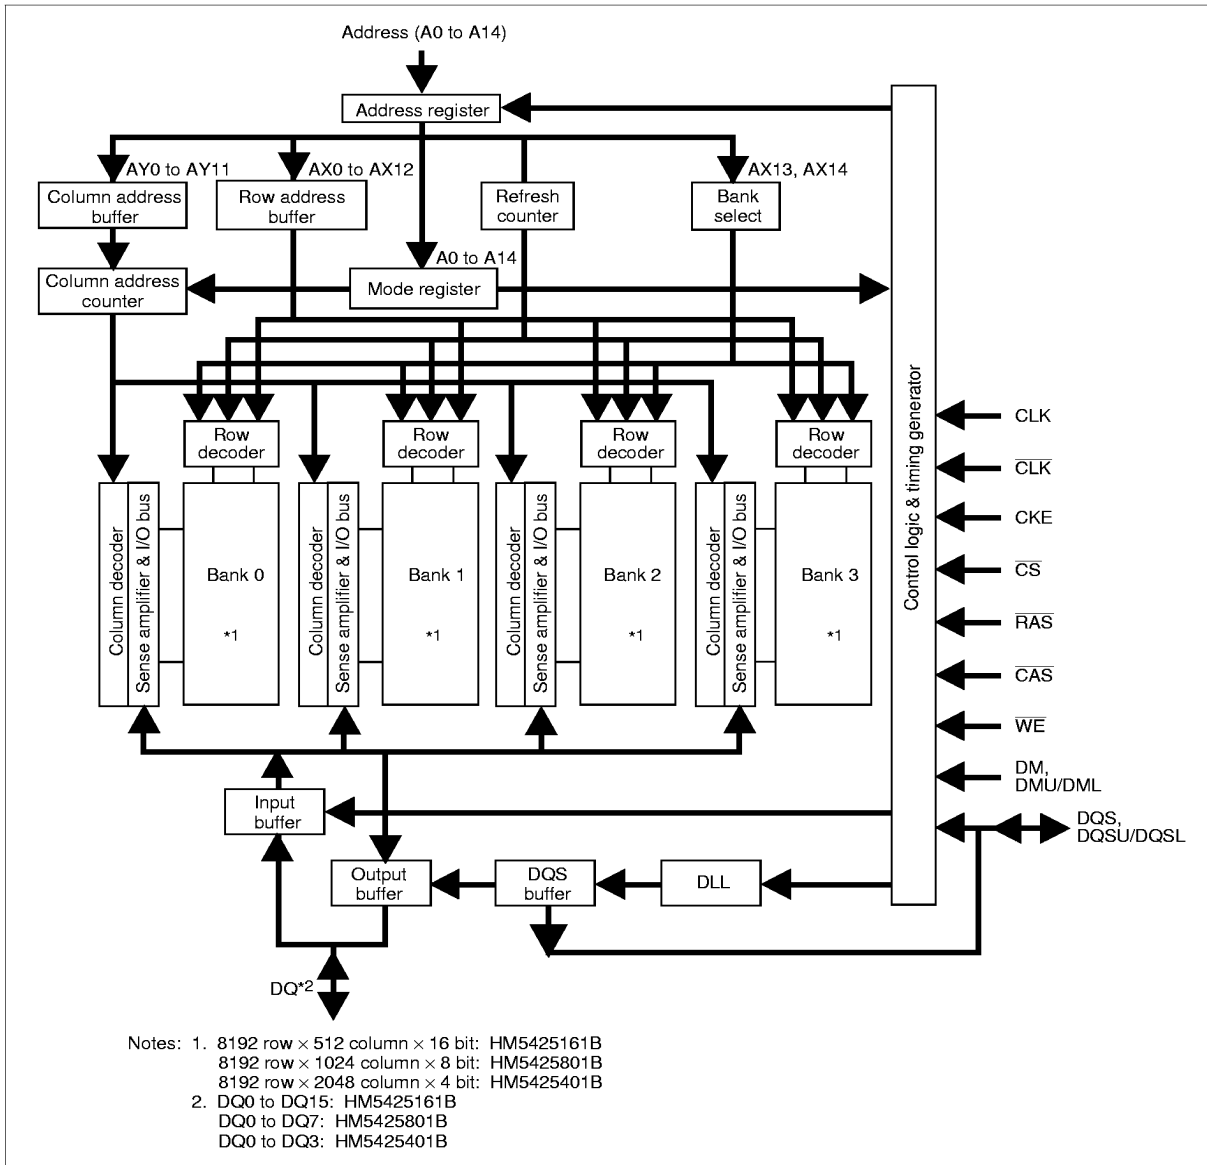 Address (A0 to A14)
Address register
AY0 to AY11
AX0 to AX12
AX13, AX14
Column address
buffer
Row address
buffer
Refresh
counter
Bank
select
A0 to A14
Column address
counter
Mode register
Row
decoder
Row
decoder
Row
decoder
Row
decoder
Column decoder
Sense amplifier & I/O bus
Bank 0
*1
Column decoder
Sense amplifier & I/O bus
Bank 1
*1
Column decoder
Sense amplifier & I/O bus
Bank 2
*1
Column decoder
Sense amplifier & I/O bus
Bank 3
*1
Control logic & timing generator
CLK
C̅L̅K̅
CKE
C̅S̅
R̅A̅S̅
C̅A̅S̅
W̅E̅
DM,
DMU/DML
DQS,
DQSU/DQSL
Input
buffer
Output
buffer
DQS
buffer
DLL
DQ*2
Notes: 1. 8192 row × 512 column × 16 bit: HM5425161B
8192 row × 1024 column × 8 bit: HM5425801B
8192 row × 2048 column × 4 bit: HM5425401B
2. DQ0 to DQ15: HM5425161B
DQ0 to DQ7: HM5425801B
DQ0 to DQ3: HM5425401B